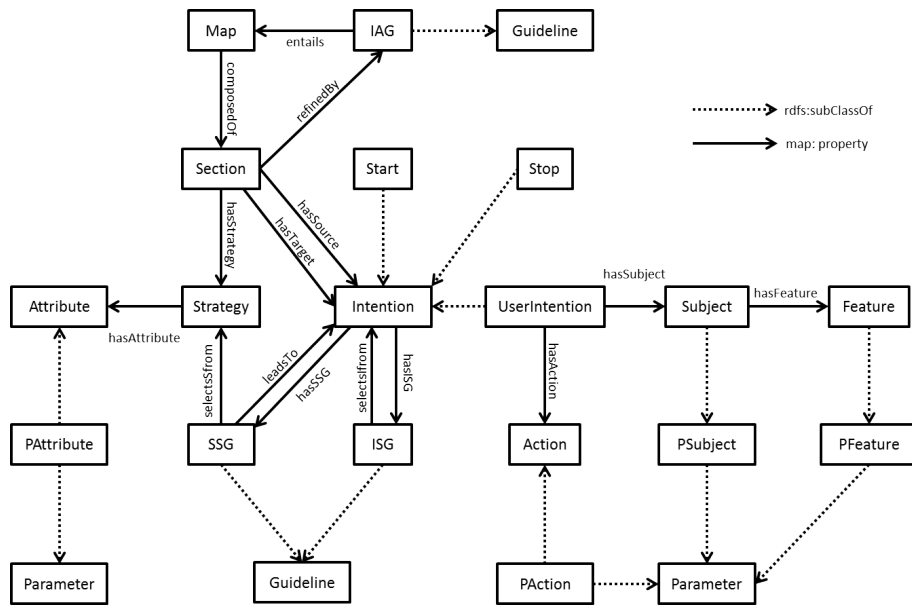 Map
entails
IAG
Guideline
composedOf
refinedBy
rdfs:subClassOf
map: property
Section
Start
Stop
hasStrategy
hasTarget
hasSource
hasSubject
hasFeature
Attribute
hasAttribute
Strategy
Intention
UserIntention
Subject
Feature
selectsSfrom
leadsTo
hasSSG
selectsIfrom
hasISG
hasAction
PAttribute
SSG
ISG
Action
PSubject
PFeature
Parameter
Guideline
PAction
Parameter